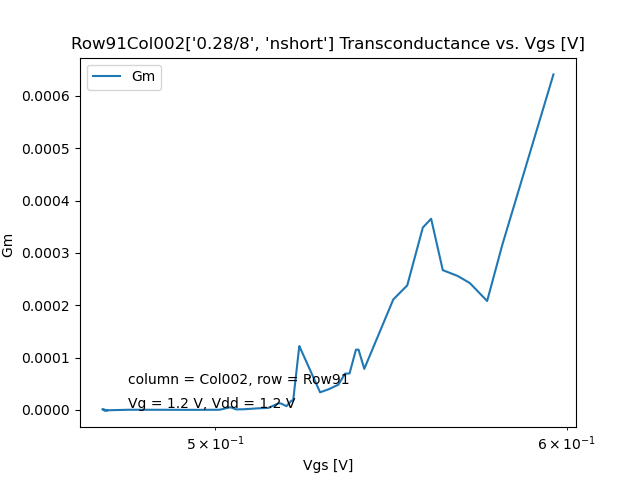 Row91Col002['0.28/8', 'nshort'] Transconductance vs. Vgs [V]
Gm
0.0006
0.0005
0.0004
0.0003
0.0002
0.0001
0.0000
Gm
column = Col002, row = Row91
Vg = 1.2 V, Vdd = 1.2 V
5 × 10⁻¹
6 × 10⁻¹
Vgs [V]